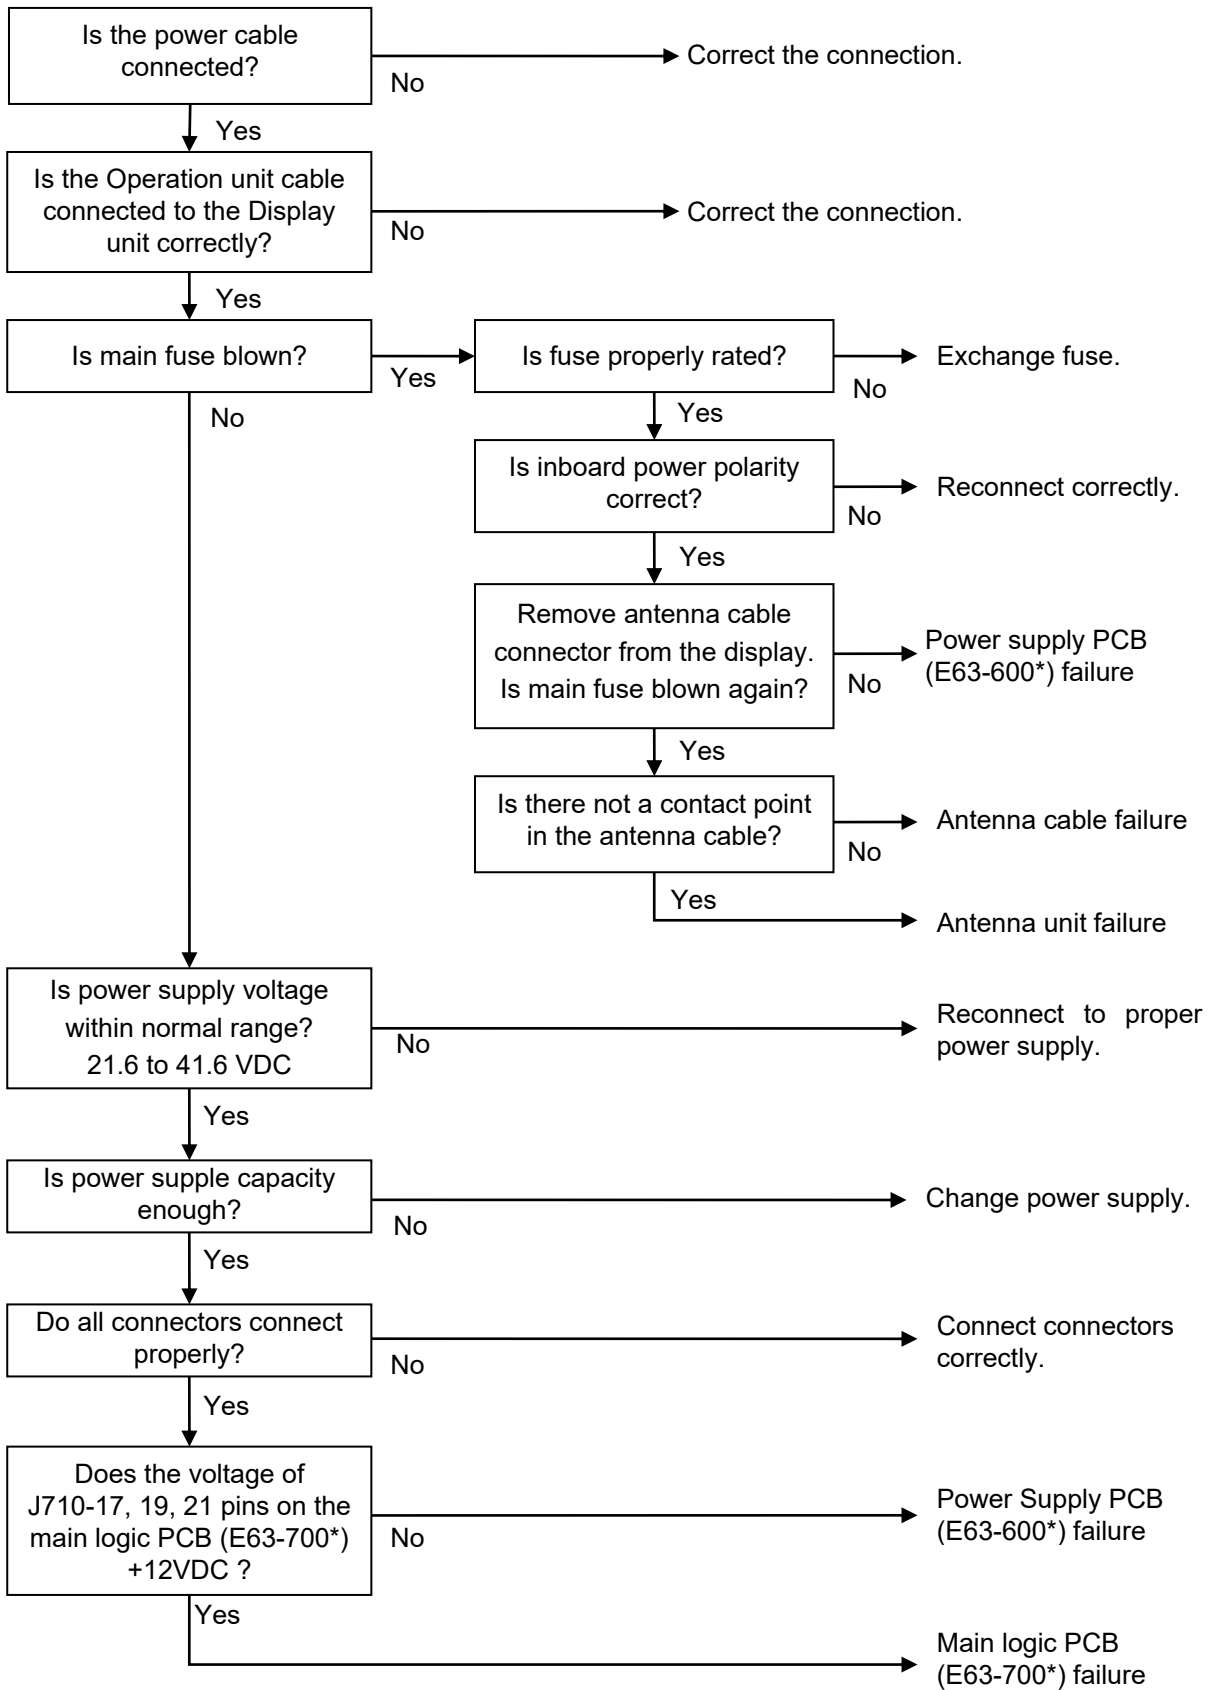 Is the power cable
connected?
Correct the connection.
No
Yes
Is the Operation unit cable
connected to the Display
unit correctly?
Correct the connection.
No
Yes
Is main fuse blown?
Yes
Is fuse properly rated?
Exchange fuse.
No
No
Yes
Is inboard power polarity
correct?
Reconnect correctly.
No
Yes
Remove antenna cable
connector from the display.
Is main fuse blown again?
Power supply PCB
(E63-600*) failure
No
Yes
Is there not a contact point
in the antenna cable?
Antenna cable failure
No
Yes
Antenna unit failure
Is power supply voltage
within normal range?
21.6 to 41.6 VDC
Reconnect to proper
power supply.
No
Yes
Is power supple capacity
enough?
Change power supply.
No
Yes
Do all connectors connect
properly?
Connect connectors
correctly.
No
Yes
Does the voltage of
J710-17, 19, 21 pins on the
main logic PCB (E63-700*)
+12VDC ?
Power Supply PCB
(E63-600*) failure
No
Yes
Main logic PCB
(E63-700*) failure